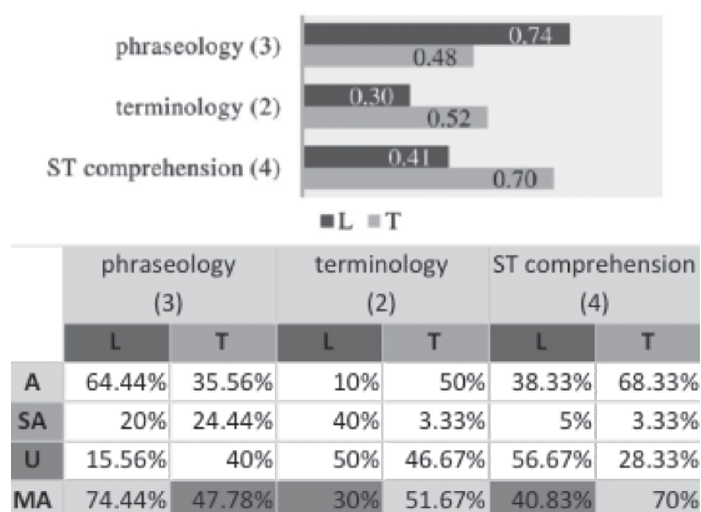 phraseology (3) 0.74
0.48
terminology (2) 0.30
0.52
ST comprehension (4) 0.41
0.70
L T
phraseology terminology ST comprehension
(3) (2) (4)
L T L T L T
A 64.44% 35.56% 10% 50% 38.33% 68.33%
SA 20% 24.44% 40% 3.33% 5% 3.33%
U 15.56% 40% 50% 46.67% 56.67% 28.33%
MA 74.44% 47.78% 30% 51.67% 40.83% 70%